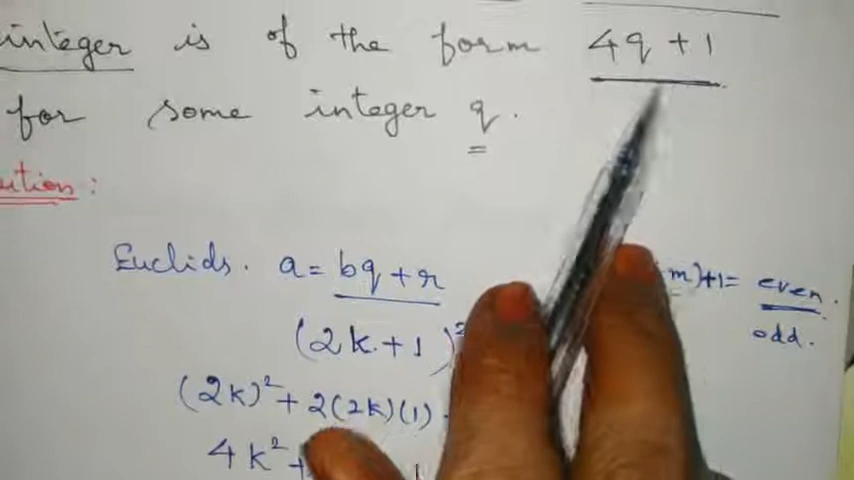 integer is of the form 4q + 1
for some integer q.
Euclids. a = bq + r
m) + 1 = even.
odd.
(2k + 1)²
(2k)² + 2(2k)(1)
4k² +